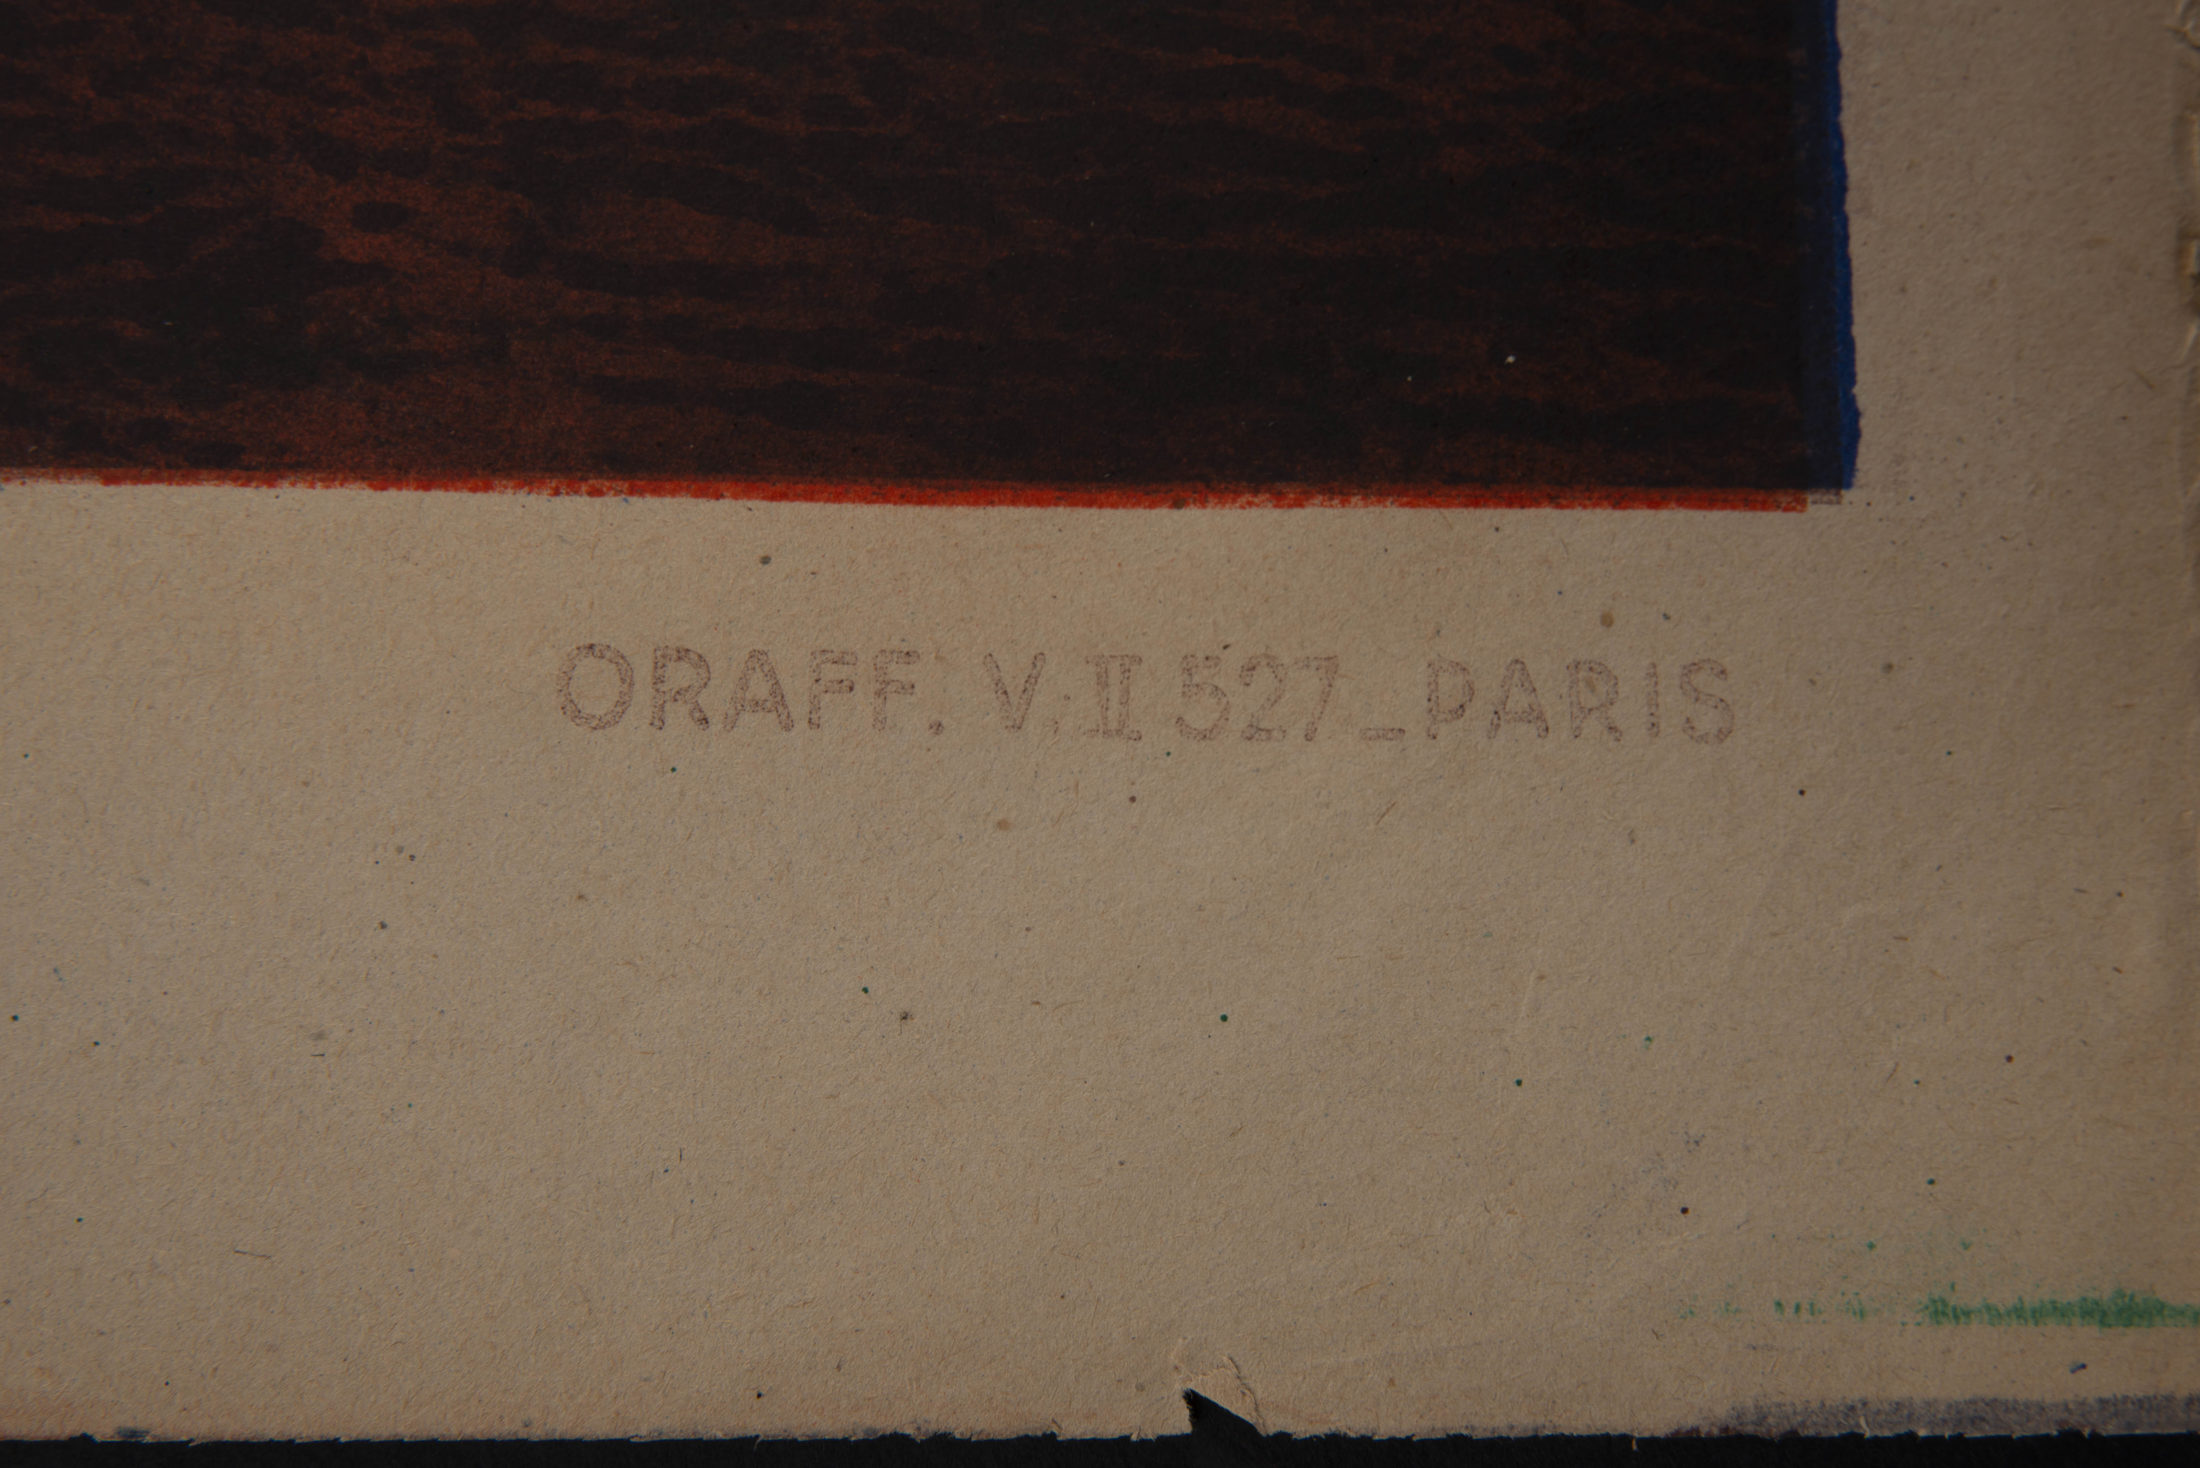 ORAFF. V. II 527_PARIS